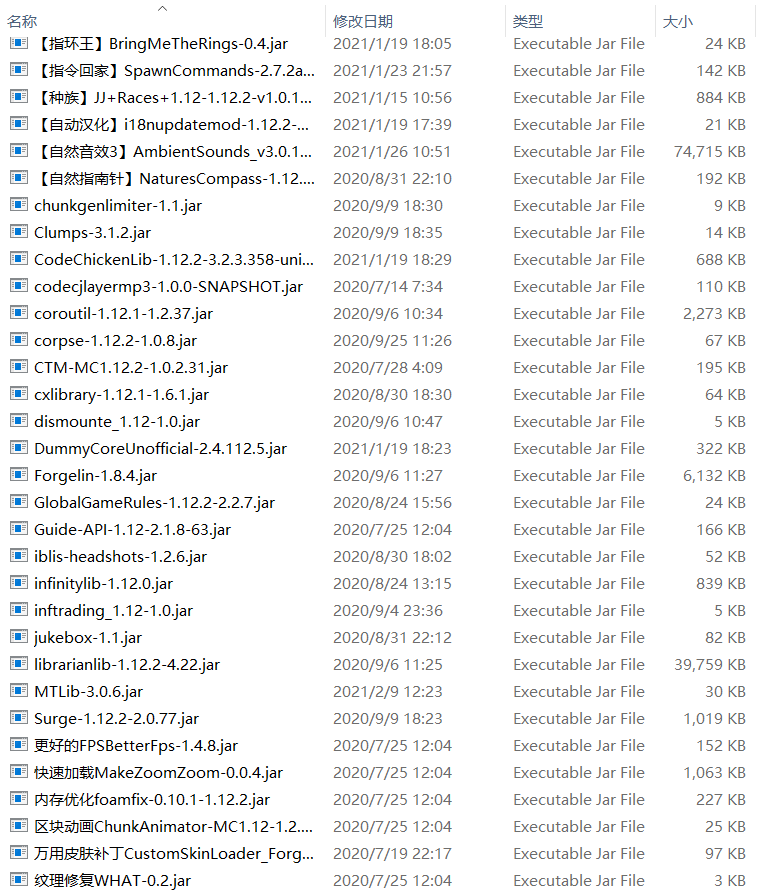 名称 修改日期 类型 大小
【指环王】BringMeTheRings-0.4.jar 2021/1/19 18:05 Executable Jar File 24 KB
【指令回家】SpawnCommands-2.7.2a... 2021/1/23 21:57 Executable Jar File 142 KB
【种族】JJ+Races+1.12-1.12.2-v1.0.1... 2021/1/15 10:56 Executable Jar File 884 KB
【自动汉化】i18nupdatemod-1.12.2-... 2021/1/19 17:39 Executable Jar File 21 KB
【自然音效3】AmbientSounds_v3.0.1... 2021/1/26 10:51 Executable Jar File 74,715 KB
【自然指南针】NaturesCompass-1.12.... 2020/8/31 22:10 Executable Jar File 192 KB
chunkgenlimiter-1.1.jar 2020/9/9 18:30 Executable Jar File 9 KB
Clumps-3.1.2.jar 2020/9/9 18:35 Executable Jar File 14 KB
CodeChickenLib-1.12.2-3.2.3.358-uni... 2021/1/19 18:29 Executable Jar File 688 KB
codecjlayermp3-1.0.0-SNAPSHOT.jar 2020/7/14 7:34 Executable Jar File 110 KB
coroutil-1.12.1-1.2.37.jar 2020/9/6 10:34 Executable Jar File 2,273 KB
corpse-1.12.2-1.0.8.jar 2020/9/25 11:26 Executable Jar File 67 KB
CTM-MC1.12.2-1.0.2.31.jar 2020/7/28 4:09 Executable Jar File 195 KB
cxlibrary-1.12.1-1.6.1.jar 2020/8/30 18:30 Executable Jar File 64 KB
dismounte_1.12-1.0.jar 2020/9/6 10:47 Executable Jar File 5 KB
DummyCoreUnofficial-2.4.112.5.jar 2021/1/19 18:23 Executable Jar File 322 KB
Forgelin-1.8.4.jar 2020/9/6 11:27 Executable Jar File 6,132 KB
GlobalGameRules-1.12.2-2.2.7.jar 2020/8/24 15:56 Executable Jar File 24 KB
Guide-API-1.12-2.1.8-63.jar 2020/7/25 12:04 Executable Jar File 166 KB
iblis-headshots-1.2.6.jar 2020/8/30 18:02 Executable Jar File 52 KB
infinitylib-1.12.0.jar 2020/8/24 13:15 Executable Jar File 839 KB
inftrading_1.12-1.0.jar 2020/9/4 23:36 Executable Jar File 5 KB
jukebox-1.1.jar 2020/8/31 22:12 Executable Jar File 82 KB
librarianlib-1.12.2-4.22.jar 2020/9/6 11:25 Executable Jar File 39,759 KB
MTLib-3.0.6.jar 2021/2/9 12:23 Executable Jar File 30 KB
Surge-1.12.2-2.0.77.jar 2020/9/9 18:23 Executable Jar File 1,019 KB
更好的FPSBetterFps-1.4.8.jar 2020/7/25 12:04 Executable Jar File 152 KB
快速加载MakeZoomZoom-0.0.4.jar 2020/7/25 12:04 Executable Jar File 1,063 KB
内存优化foamfix-0.10.1-1.12.2.jar 2020/7/25 12:04 Executable Jar File 227 KB
区块动画ChunkAnimator-MC1.12-1.2.... 2020/7/25 12:04 Executable Jar File 25 KB
万用皮肤补丁CustomSkinLoader_Forg... 2020/7/19 22:17 Executable Jar File 97 KB
纹理修复WHAT-0.2.jar 2020/7/25 12:04 Executable Jar File 3 KB